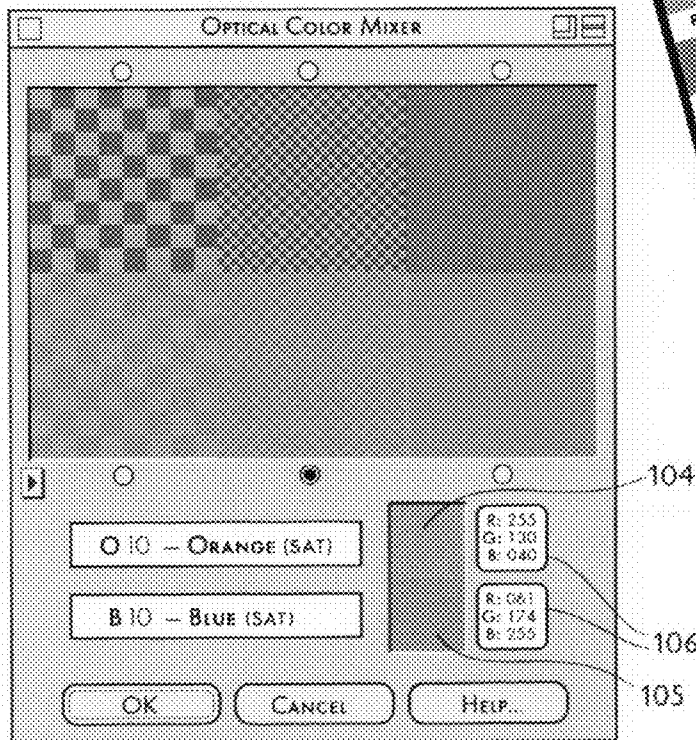 OPTICAL COLOR MIXER
104
R: 255
G: 130
B: 040
O 10 – ORANGE (SAT)
R: 061
G: 174
B: 255
B 10 – BLUE (SAT)
106
105
OK
CANCEL
HELP...